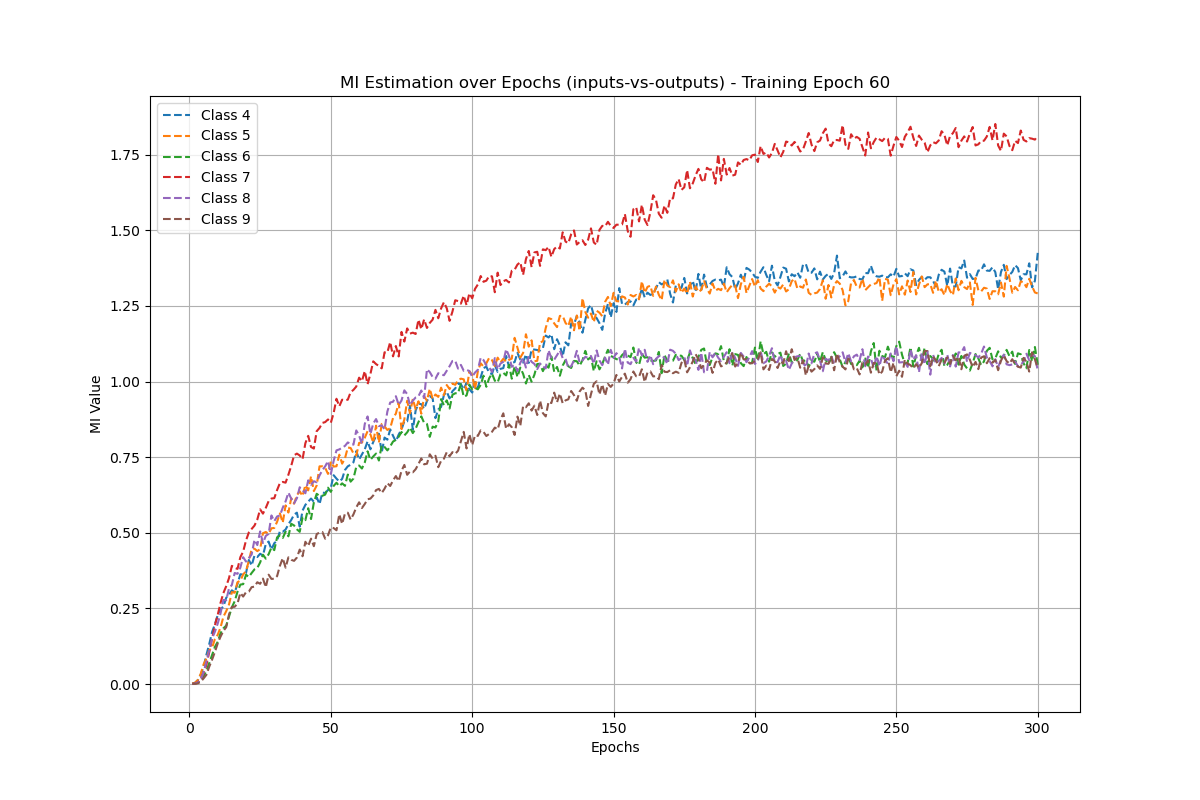 MI Estimation over Epochs (inputs-vs-outputs) - Training Epoch 60
Class 4
Class 5
Class 6
Class 7
Class 8
Class 9
MI Value
1.75
1.50
1.25
1.00
0.75
0.50
0.25
0.00
0 50 100 150 200 250 300
Epochs